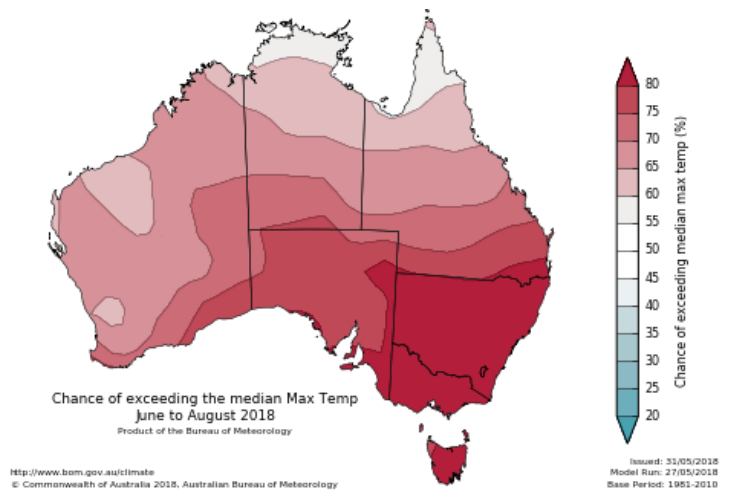 80
75
70
65
60
55
50
45
40
35
30
25
20
Chance of exceeding median max temp (%)
Chance of exceeding the median Max Temp
June to August 2018
Product of the Bureau of Meteorology
http://www.bom.gov.au/climate
© Commonwealth of Australia 2018, Australian Bureau of Meteorology
Issued: 31/05/2018
Model Run: 27/05/2018
Base Period: 1981-2010